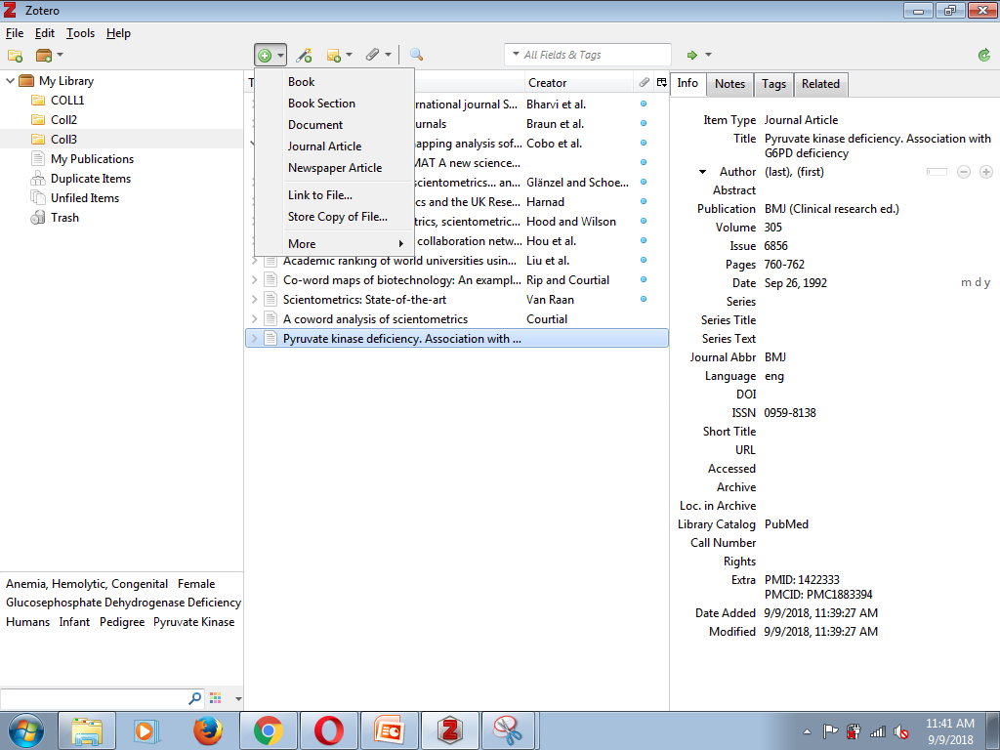 Zotero
File Edit Tools Help
All Fields & Tags
My Library
COLL1
Coll2
Coll3
My Publications
Duplicate Items
Unfiled Items
Trash
Anemia, Hemolytic, Congenital Female
Glucosephosphate Dehydrogenase Deficiency
Humans Infant Pedigree Pyruvate Kinase
Book
Book Section
Document
Journal Article
Newspaper Article
Link to File...
Store Copy of File...
More
T Creator
rnational journal S... Bharvi et al.
urnals Braun et al.
napping analysis sof... Cobo et al.
MAT A new science...
scientometrics... an... Glänzel and Schoe...
cs and the UK Rese... Harnad
trics, scientometric... Hood and Wilson
collaboration netw... Hou et al.
Academic ranking of world universities usin... Liu et al.
Co-word maps of biotechnology: An exampl... Rip and Courtial
Scientometrics: State-of-the-art Van Raan
A coword analysis of scientometrics Courtial
Pyruvate kinase deficiency. Association with ...
Info Notes Tags Related
Item Type Journal Article
Title Pyruvate kinase deficiency. Association with
G6PD deficiency
Author (last), (first)
Abstract
Publication BMJ (Clinical research ed.)
Volume 305
Issue 6856
Pages 760-762
Date Sep 26, 1992 m d y
Series
Series Title
Series Text
Journal Abbr BMJ
Language eng
DOI
ISSN 0959-8138
Short Title
URL
Accessed
Archive
Loc. in Archive
Library Catalog PubMed
Call Number
Rights
Extra PMID: 1422333
PMCID: PMC1883394
Date Added 9/9/2018, 11:39:27 AM
Modified 9/9/2018, 11:39:27 AM
11:41 AM
9/9/2018